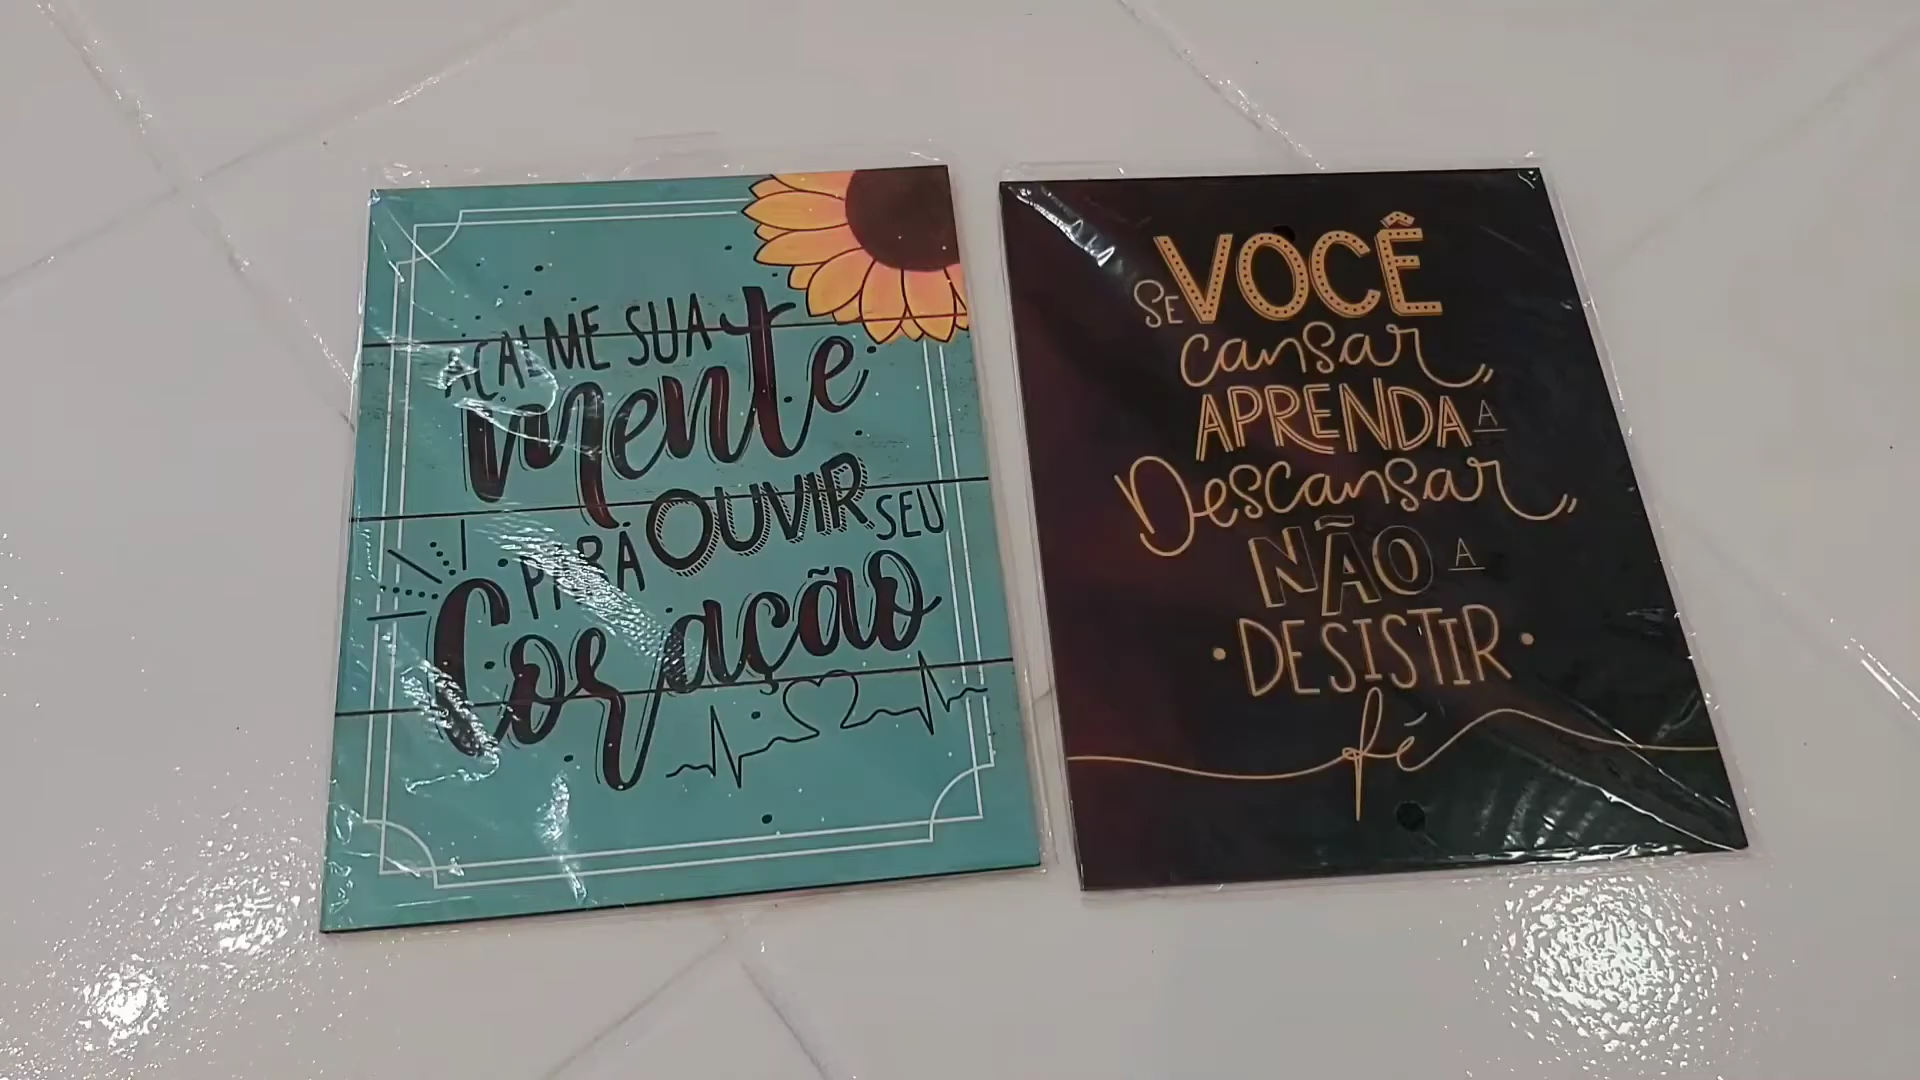 ACALME SUA
mente
PARA OUVIR SEU
Coração
SE VOCÊ
cansar,
APRENDA A
Descansar,
NÃO A
DESISTIR
fé